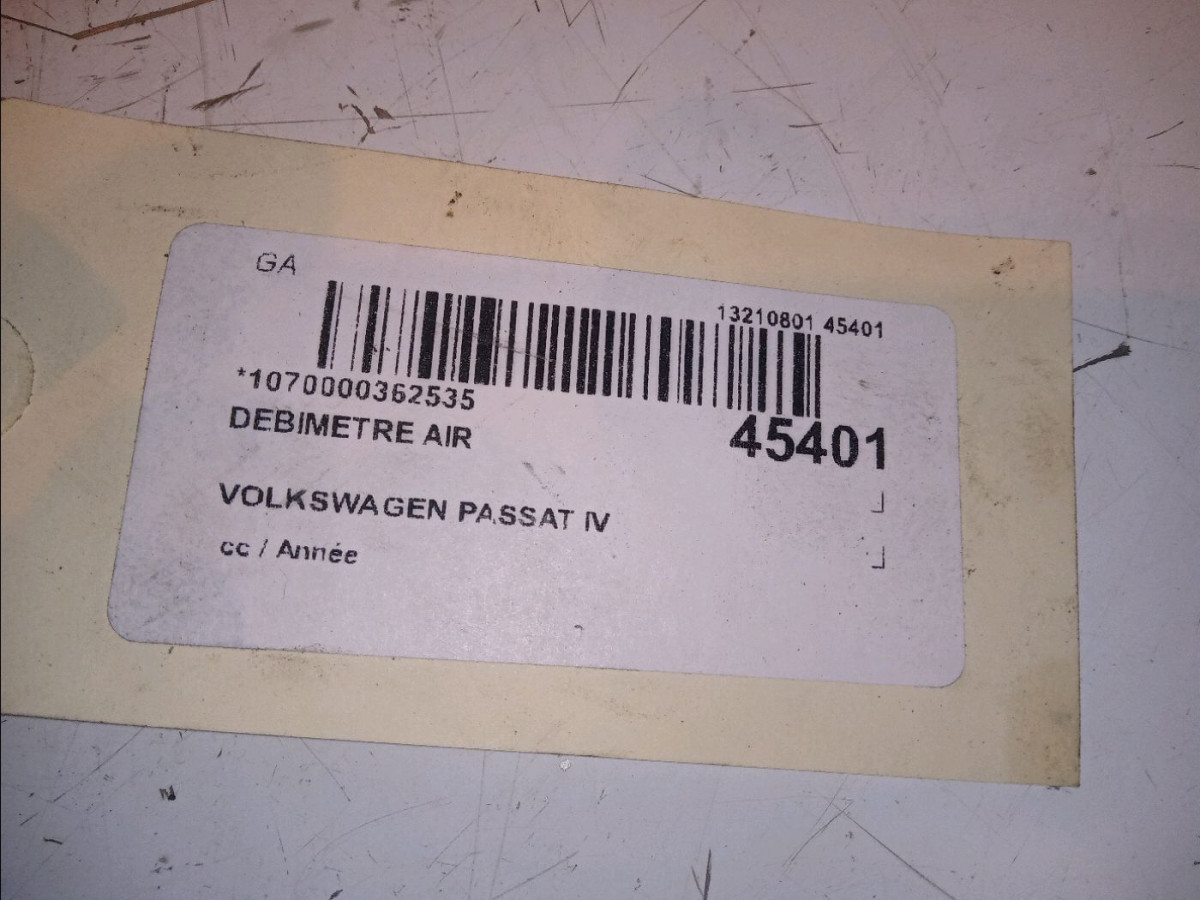 GA
13210801 45401
*1070000362535
DEBIMETRE AIR
45401
VOLKSWAGEN PASSAT IV
cc / Année